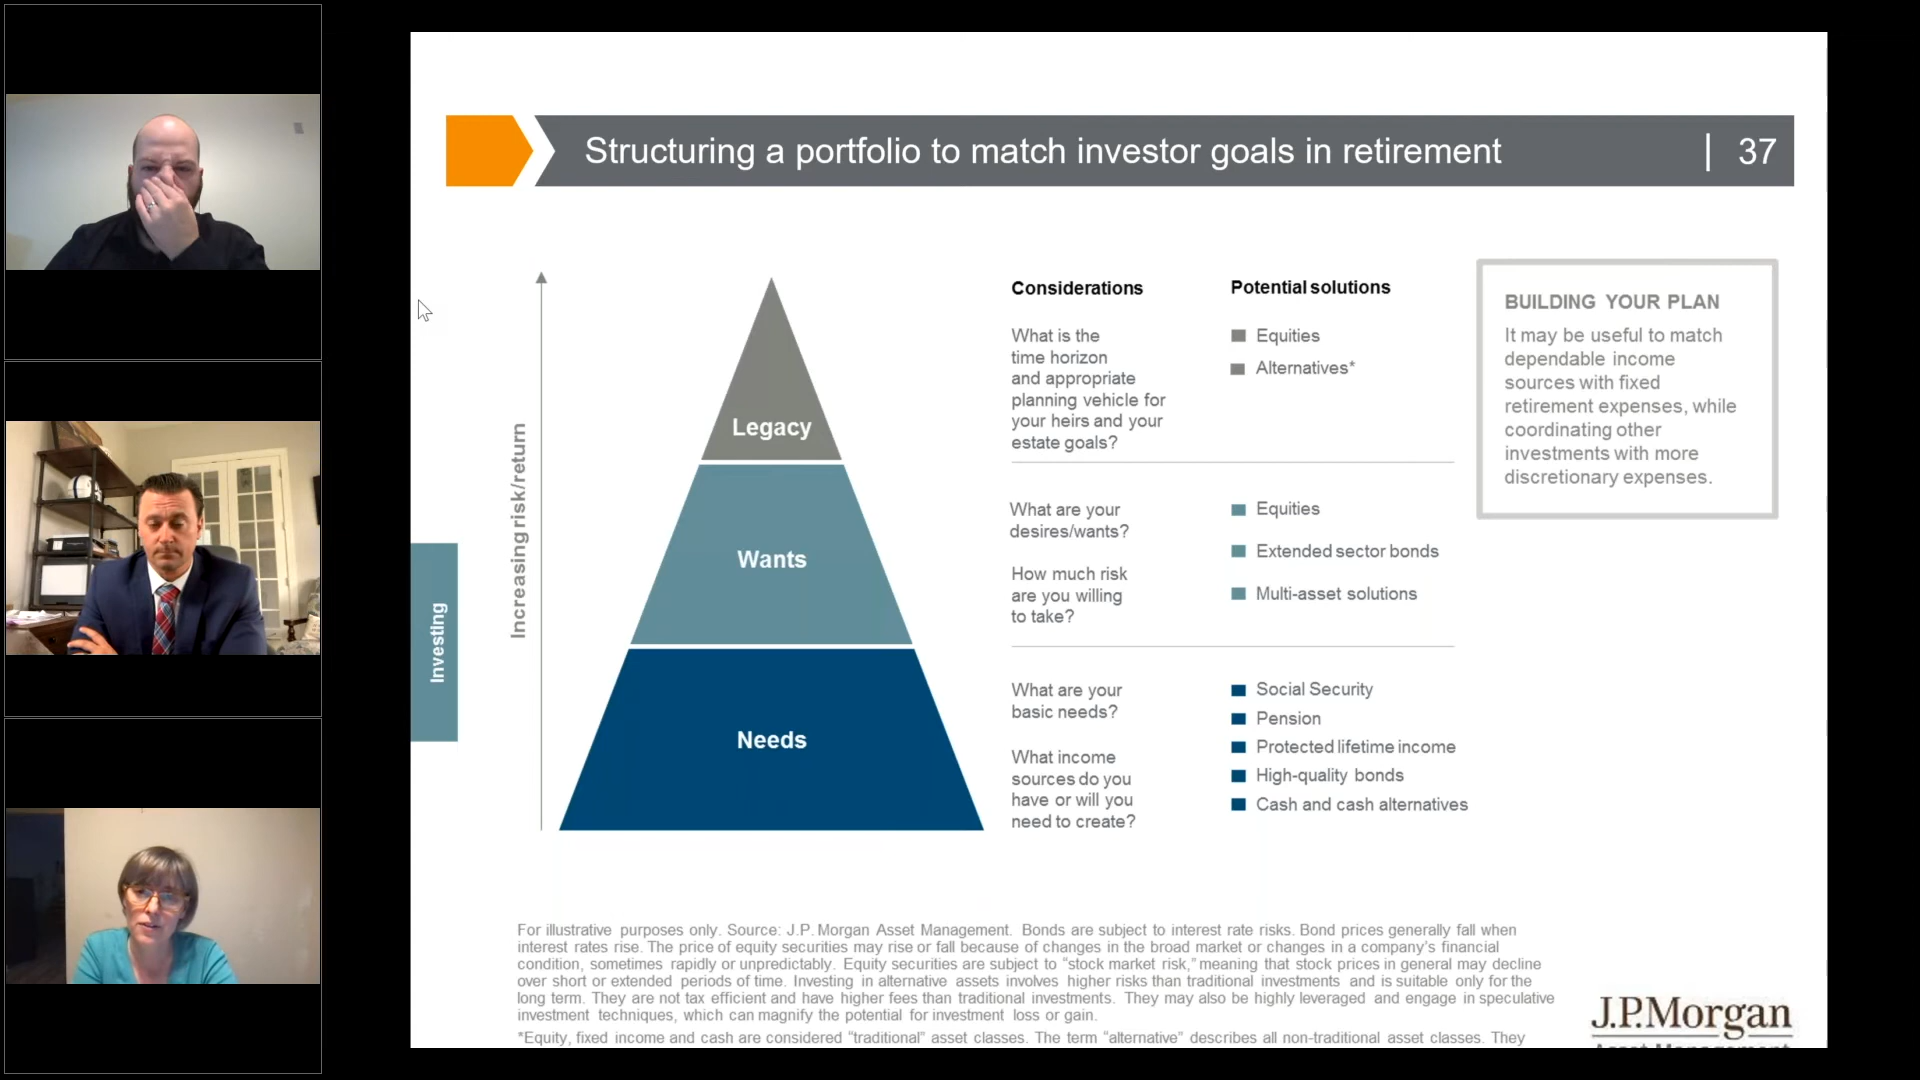 Structuring a portfolio to match investor goals in retirement | 37
Investing
Increasing risk/return
Legacy
Wants
Needs
Considerations
What is the
time horizon
and appropriate
planning vehicle for
your heirs and your
estate goals?
What are your
desires/wants?
How much risk
are you willing
to take?
What are your
basic needs?
What income
sources do you
have or will you
need to create?
Potential solutions
Equities
Alternatives*
Equities
Extended sector bonds
Multi-asset solutions
Social Security
Pension
Protected lifetime income
High-quality bonds
Cash and cash alternatives
BUILDING YOUR PLAN
It may be useful to match
dependable income
sources with fixed
retirement expenses, while
coordinating other
investments with more
discretionary expenses.
For illustrative purposes only. Source: J.P. Morgan Asset Management. Bonds are subject to interest rate risks. Bond prices generally fall when
interest rates rise. The price of equity securities may rise or fall because of changes in the broad market or changes in a company's financial
condition, sometimes rapidly or unpredictably. Equity securities are subject to “stock market risk,” meaning that stock prices in general may decline
over short or extended periods of time. Investing in alternative assets involves higher risks than traditional investments and is suitable only for the
long term. They are not tax efficient and have higher fees than traditional investments. They may also be highly leveraged and engage in speculative
investment techniques, which can magnify the potential for investment loss or gain.
*Equity, fixed income and cash are considered “traditional” asset classes. The term “alternative” describes all non-traditional asset classes. They
J.P.Morgan